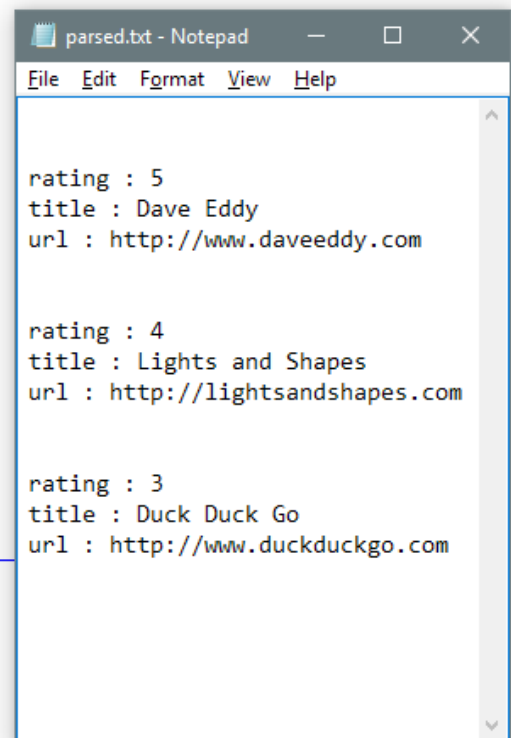 parsed.txt - Notepad
File Edit Format View Help
rating : 5
title : Dave Eddy
url : http://www.daveeddy.com
rating : 4
title : Lights and Shapes
url : http://lightsandshapes.com
rating : 3
title : Duck Duck Go
url : http://www.duckduckgo.com